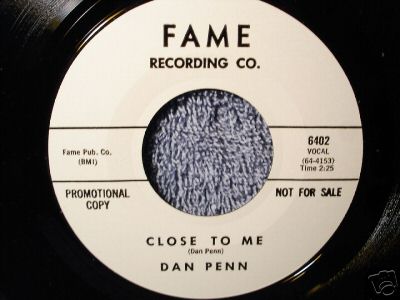 FAME
RECORDING CO.
Fame Pub. Co.
(BMI)
6402
VOCAL
(64-4153)
Time 2:25
PROMOTIONAL
COPY
NOT FOR SALE
CLOSE TO ME
(Dan Penn)
DAN PENN